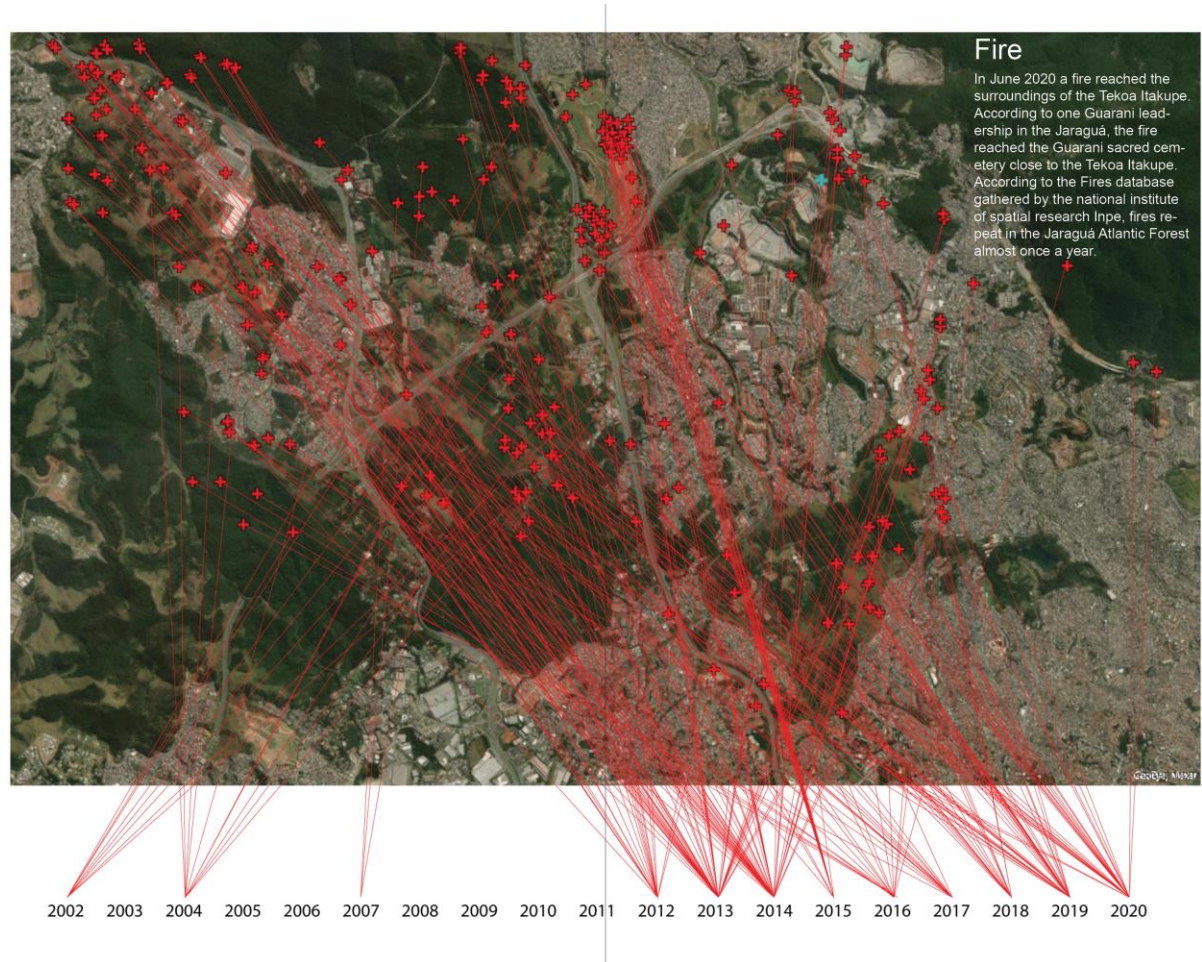 Fire
In June 2020 a fire reached the
surroundings of the Tekoa Itakupe.
According to one Guarani lead-
ership in the Jaraguá, the fire
reached the Guarani sacred cem-
etery close to the Tekoa Itakupe.
According to the Fires database
gathered by the national institute
of spatial research Inpe, fires re-
peat in the Jaraguá Atlantic Forest
almost once a year.
GeoEye, Maxar
2002 2003 2004 2005 2006 2007 2008 2009 2010 2011 2012 2013 2014 2015 2016 2017 2018 2019 2020